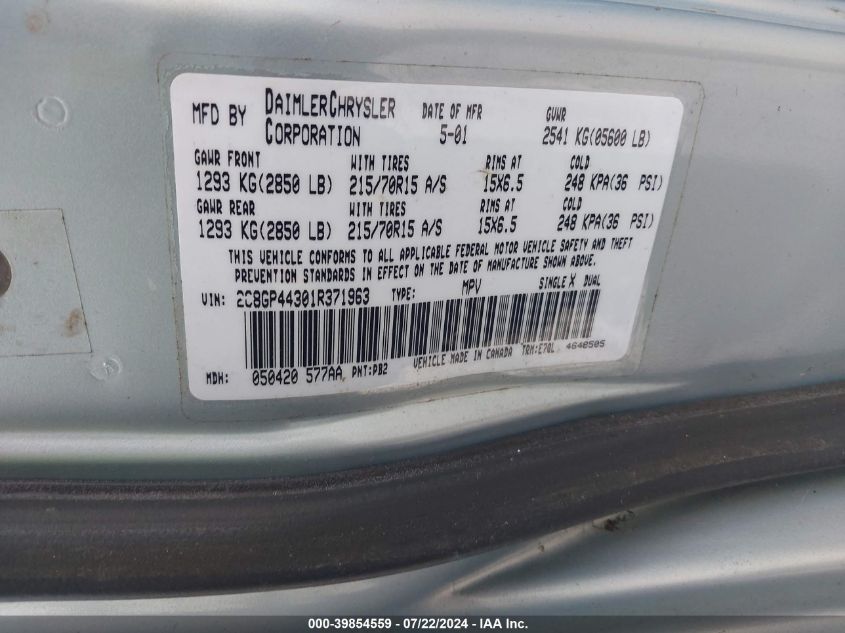 MFD BY DAIMLERCHRYSLER CORPORATION DATE OF MFR 5-01 GVWR 2541 KG(05600 LB)
GAWR FRONT WITH TIRES RIMS AT COLD
1293 KG(2850 LB) 215/70R15 A/S 15X6.5 248 KPA(36 PSI)
GAWR REAR WITH TIRES RIMS AT COLD
1293 KG(2850 LB) 215/70R15 A/S 15X6.5 248 KPA(36 PSI)
THIS VEHICLE CONFORMS TO ALL APPLICABLE FEDERAL MOTOR VEHICLE SAFETY AND THEFT
PREVENTION STANDARDS IN EFFECT ON THE DATE OF MANUFACTURE SHOWN ABOVE.
VIN: 2C8GP44301R371963 TYPE: MPV SINGLE X DUAL
VEHICLE MADE IN CANADA TRM:E7QL 4648505
MDH: 050420 577AA PNT:PB2
000-39854559 - 07/22/2024 - IAA Inc.